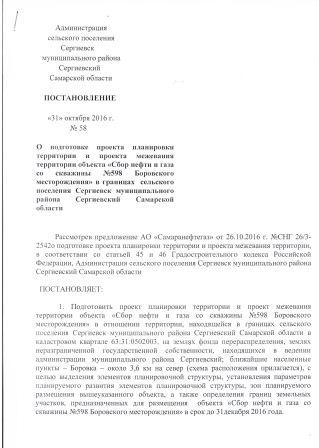 Администрация
сельского поселения
Сергиевск
муниципального района
Сергиевский
Самарской области
ПОСТАНОВЛЕНИЕ
«31» октября 2016 г.
№ 58
О подготовке проекта планировки
территории и проекта межевания
территории объекта «Сбор нефти и газа
со скважины №598 Боровского
месторождения» в границах сельского
поселения Сергиевск муниципального
района Сергиевский Самарской
области
Рассмотрев предложение АО «Самаранефтегаз» от 26.10.2016 г. №СНГ 26/3-
2542о подготовке проекта планировки территории и проекта межевания территории,
в соответствии со статьей 45 и 46 Градостроительного кодекса Российской
Федерации, Администрации сельского поселения Сергиевск муниципального района
Сергиевский Самарской области
ПОСТАНОВЛЯЕТ:
1. Подготовить проект планировки территории и проект межевания
территории объекта «Сбор нефти и газа со скважины №598 Боровского
месторождения» в отношении территории, находящейся в границах сельского
поселения Сергиевск муниципального района Сергиевский Самарской области в
кадастровом квартале 63:31:0502003, на землях фонда перераспределения, землях
неразграниченной государственной собственности, находящихся в ведении
администрации муниципального района Сергиевский; ближайшие населенные
пункты – Боровка – около 3,6 км на север (схема расположения прилагается), с
целью выделения элементов планировочной структуры, установления параметров
планируемого развития элементов планировочной структуры, зон планируемого
размещения вышеуказанного объекта, а также определения границ земельных
участков, предназначенных для размещения объекта «Сбор нефти и газа со
скважины №598 Боровского месторождения» в срок до 31декабря 2016 года.